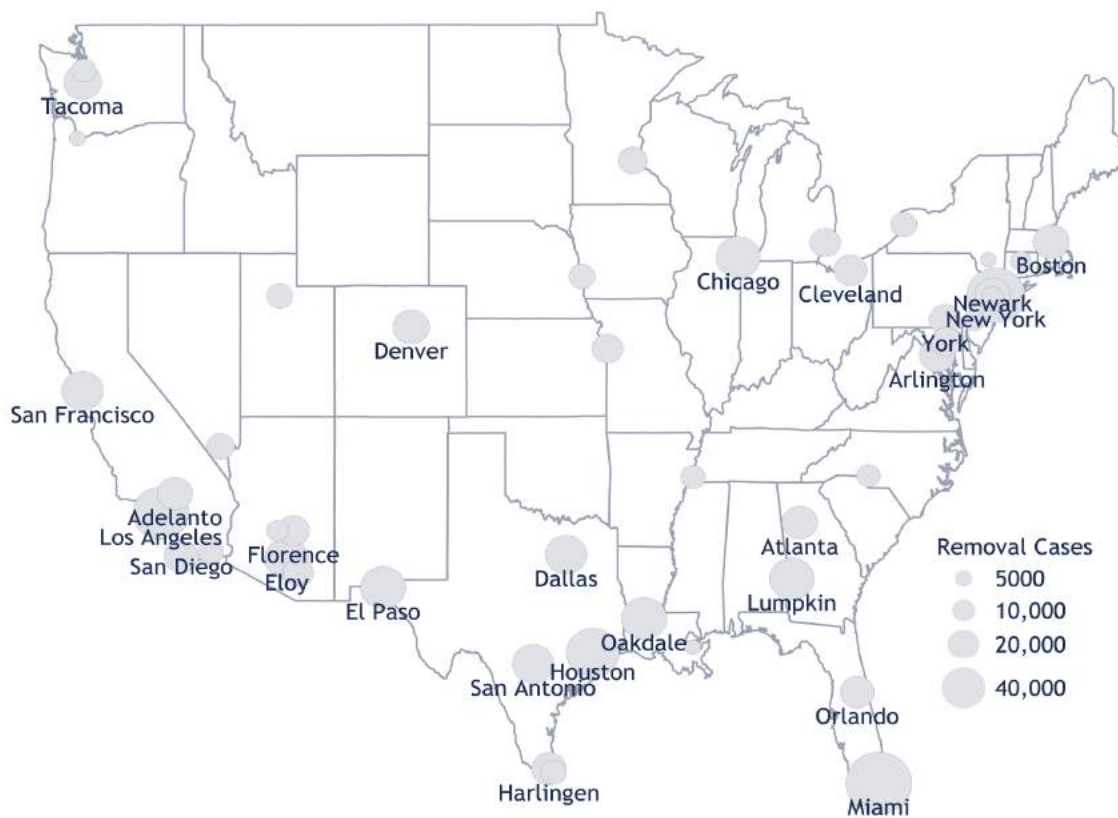 Tacoma
Boston
Chicago
Cleveland
Newark
New York
York
Denver
Arlington
San Francisco
Adelanto
Los Angeles
San Diego
Florence
Eloy
El Paso
Dallas
Atlanta
Lumpkin
Oakdale
Houston
San Antonio
Orlando
Harlingen
Miami
Removal Cases
5000
10,000
20,000
40,000